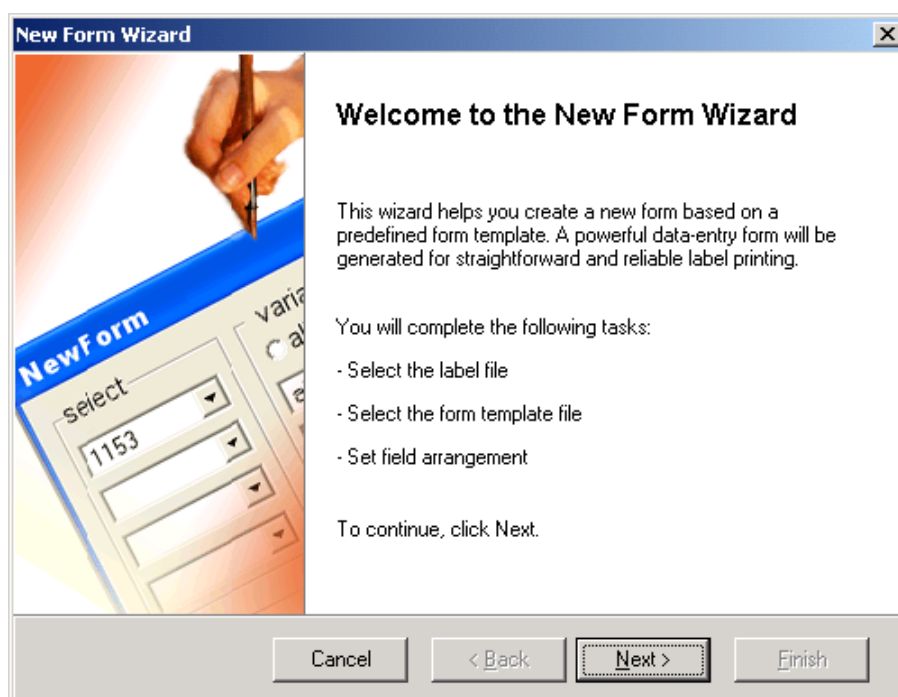 New Form Wizard
Welcome to the New Form Wizard
This wizard helps you create a new form based on a
predefined form template. A powerful data-entry form will be
generated for straightforward and reliable label printing.
You will complete the following tasks:
- Select the label file
- Select the form template file
- Set field arrangement
To continue, click Next.
NewForm
select
1153
Cancel
< Back
Next >
Finish